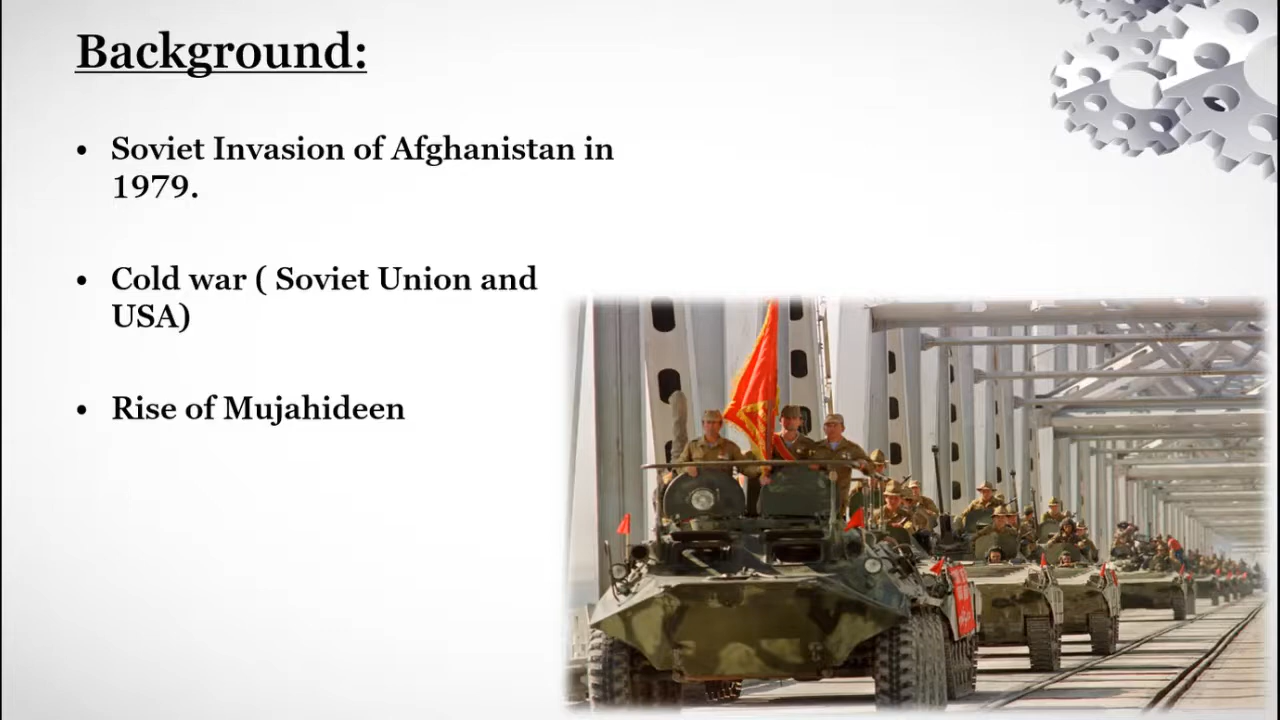 Background:
• Soviet Invasion of Afghanistan in
1979.
• Cold war ( Soviet Union and
USA)
• Rise of Mujahideen